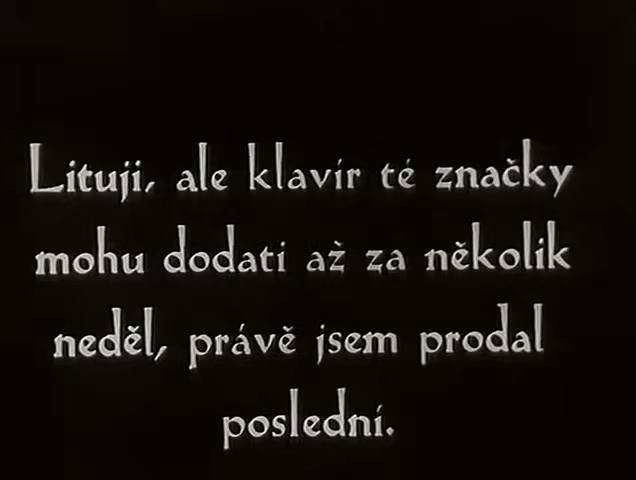 Lituji, ale klavír té značky
mohu dodati až za několik
neděl, právě jsem prodal
poslední.